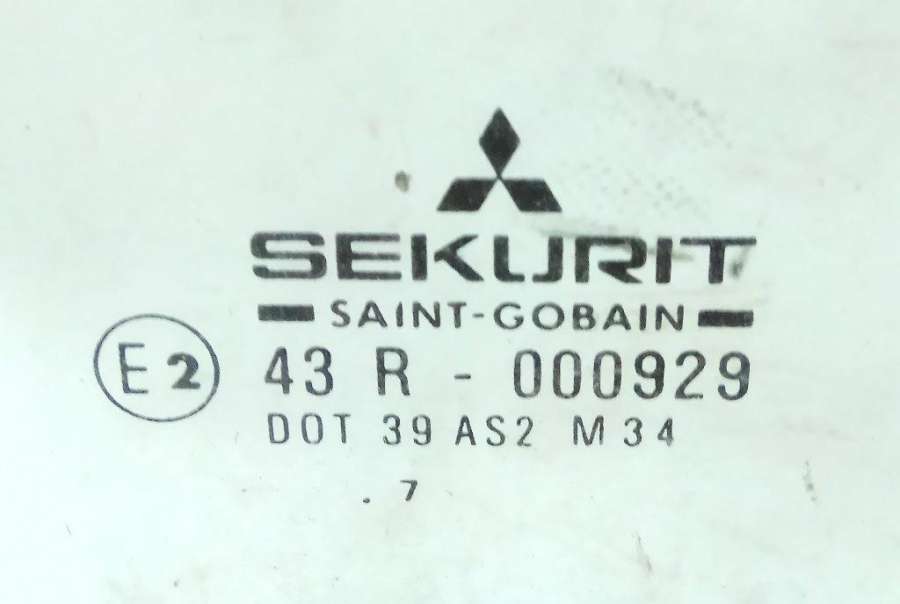 SEKURIT
SAINT-GOBAIN
E2 43 R - 000929
DOT 39 AS2 M34
. 7